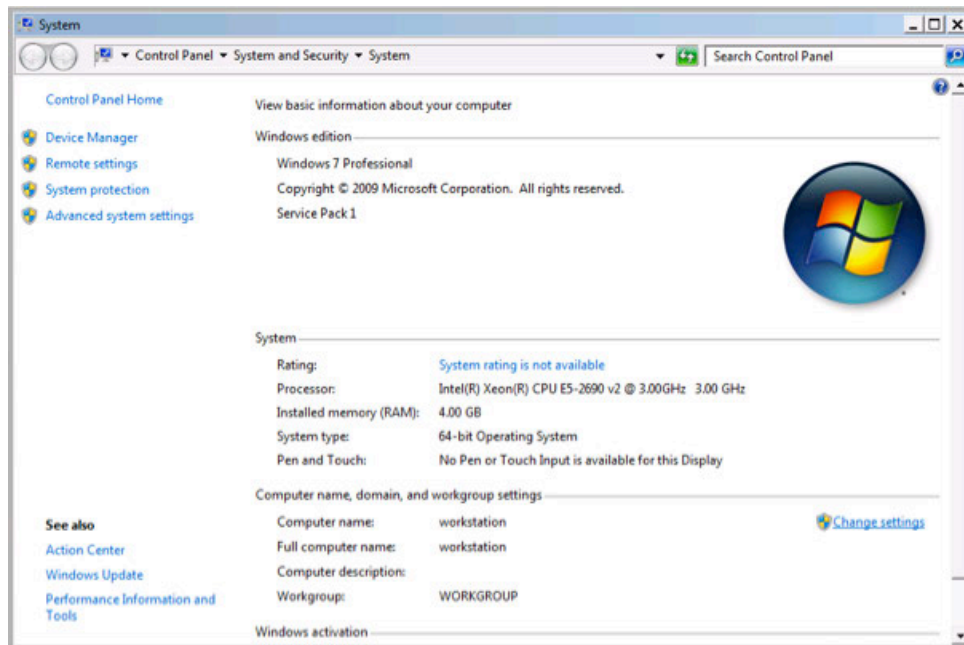 System
Control Panel System and Security System Search Control Panel
Control Panel Home
Device Manager
Remote settings
System protection
Advanced system settings
View basic information about your computer
Windows edition
Windows 7 Professional
Copyright © 2009 Microsoft Corporation. All rights reserved.
Service Pack 1
System
Rating: System rating is not available
Processor: Intel(R) Xeon(R) CPU E5-2690 v2 @ 3.00GHz 3.00 GHz
Installed memory (RAM): 4.00 GB
System type: 64-bit Operating System
Pen and Touch: No Pen or Touch Input is available for this Display
Computer name, domain, and workgroup settings
Computer name: workstation Change settings
Full computer name: workstation
Computer description:
Workgroup: WORKGROUP
Windows activation
See also
Action Center
Windows Update
Performance Information and
Tools